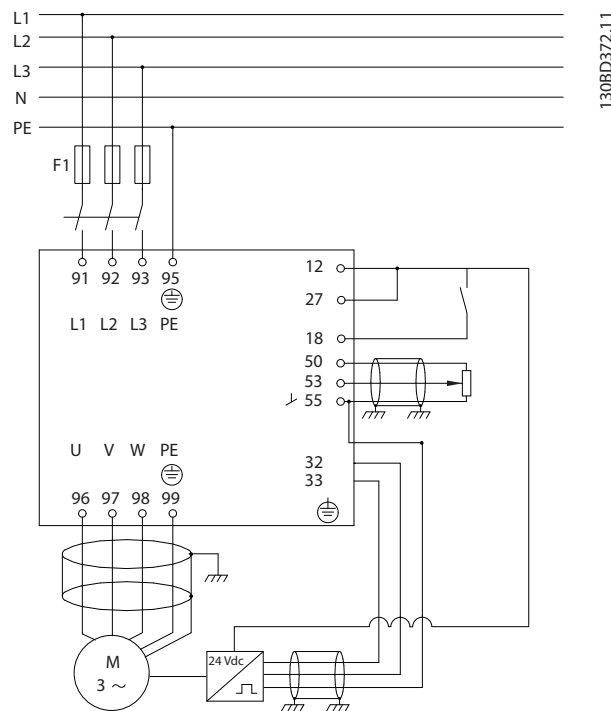 L1
L2
L3
N
PE
130BD372.11
F1
91 92 93 95
L1 L2 L3 PE
12
27
18
50
53
55
U V W PE
32
33
96 97 98 99
M
3 ~
24 Vdc